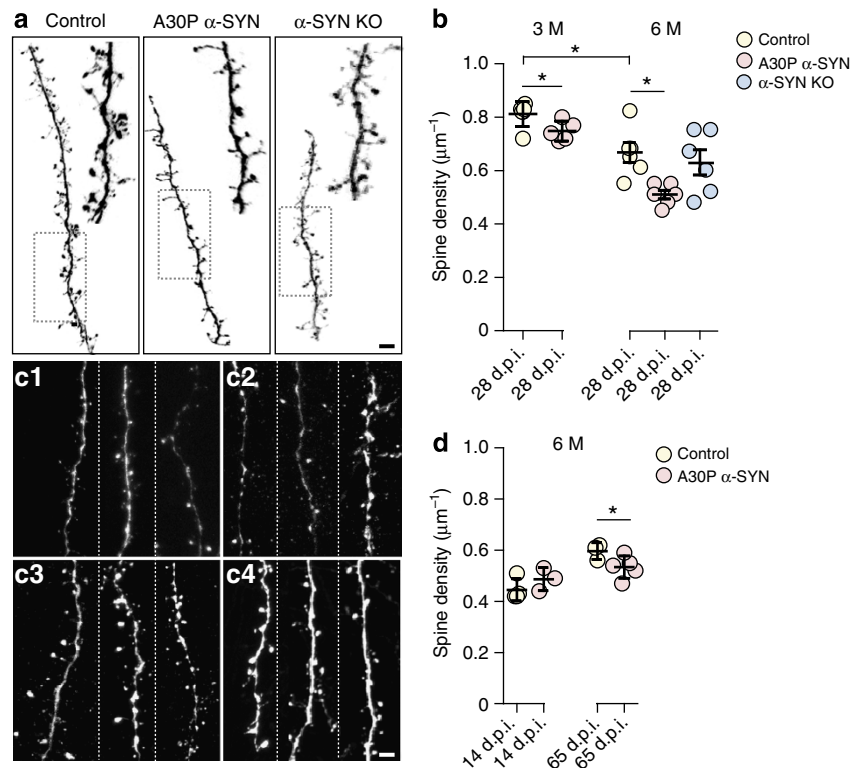 a
Control
A30P α-SYN
α-SYN KO
b
3 M
6 M
Control
A30P α-SYN
α-SYN KO
*
*
*
Spine density (μm⁻¹)
1.0
0.8
0.6
0.4
0.2
0
28 d.p.i.
28 d.p.i.
28 d.p.i.
28 d.p.i.
28 d.p.i.
c1
c2
c3
c4
d
6 M
Control
A30P α-SYN
*
Spine density (μm⁻¹)
1.0
0.8
0.6
0.4
0.2
0
14 d.p.i.
14 d.p.i.
65 d.p.i.
65 d.p.i.